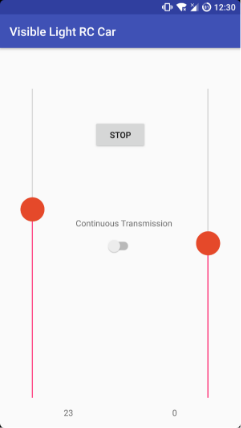 12:30
Visible Light RC Car
STOP
Continuous Transmission
23 0